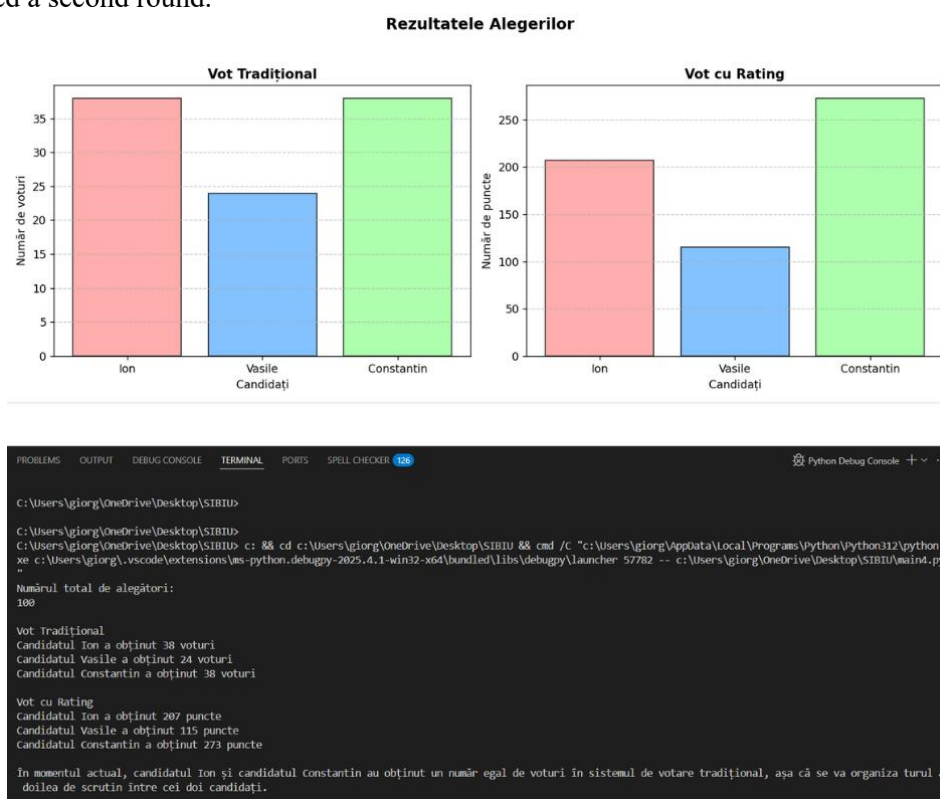 ed a second round.
Rezultatele Alegerilor
Vot Tradițional
Număr de voturi
35
30
25
20
15
10
5
0
Ion Vasile Constantin
Candidați
Vot cu Rating
Număr de puncte
250
200
150
100
50
0
Ion Vasile Constantin
Candidați
PROBLEMS OUTPUT DEBUG CONSOLE TERMINAL PORTS SPELL CHECKER 126 Python Debug Console
C:\Users\giorg\OneDrive\Desktop\SIBIU>
C:\Users\giorg\OneDrive\Desktop\SIBIU>
C:\Users\giorg\OneDrive\Desktop\SIBIU> c: && cd c:\Users\giorg\OneDrive\Desktop\SIBIU && cmd /C "c:\Users\giorg\AppData\Local\Programs\Python\Python312\python
xe c:\Users\giorg\.vscode\extensions\ms-python.debugpy-2025.4.1-win32-x64\bundled\libs\debugpy\launcher 57782 -- c:\Users\giorg\OneDrive\Desktop\SIBIU\main4.p
"
Numărul total de alegători:
100
Vot Tradițional
Candidatul Ion a obținut 38 voturi
Candidatul Vasile a obținut 24 voturi
Candidatul Constantin a obținut 38 voturi
Vot cu Rating
Candidatul Ion a obținut 207 puncte
Candidatul Vasile a obținut 115 puncte
Candidatul Constantin a obținut 273 puncte
În momentul actual, candidatul Ion și candidatul Constantin au obținut un număr egal de voturi în sistemul de votare tradițional, așa că se va organiza turul
doilea de scrutin între cei doi candidați.